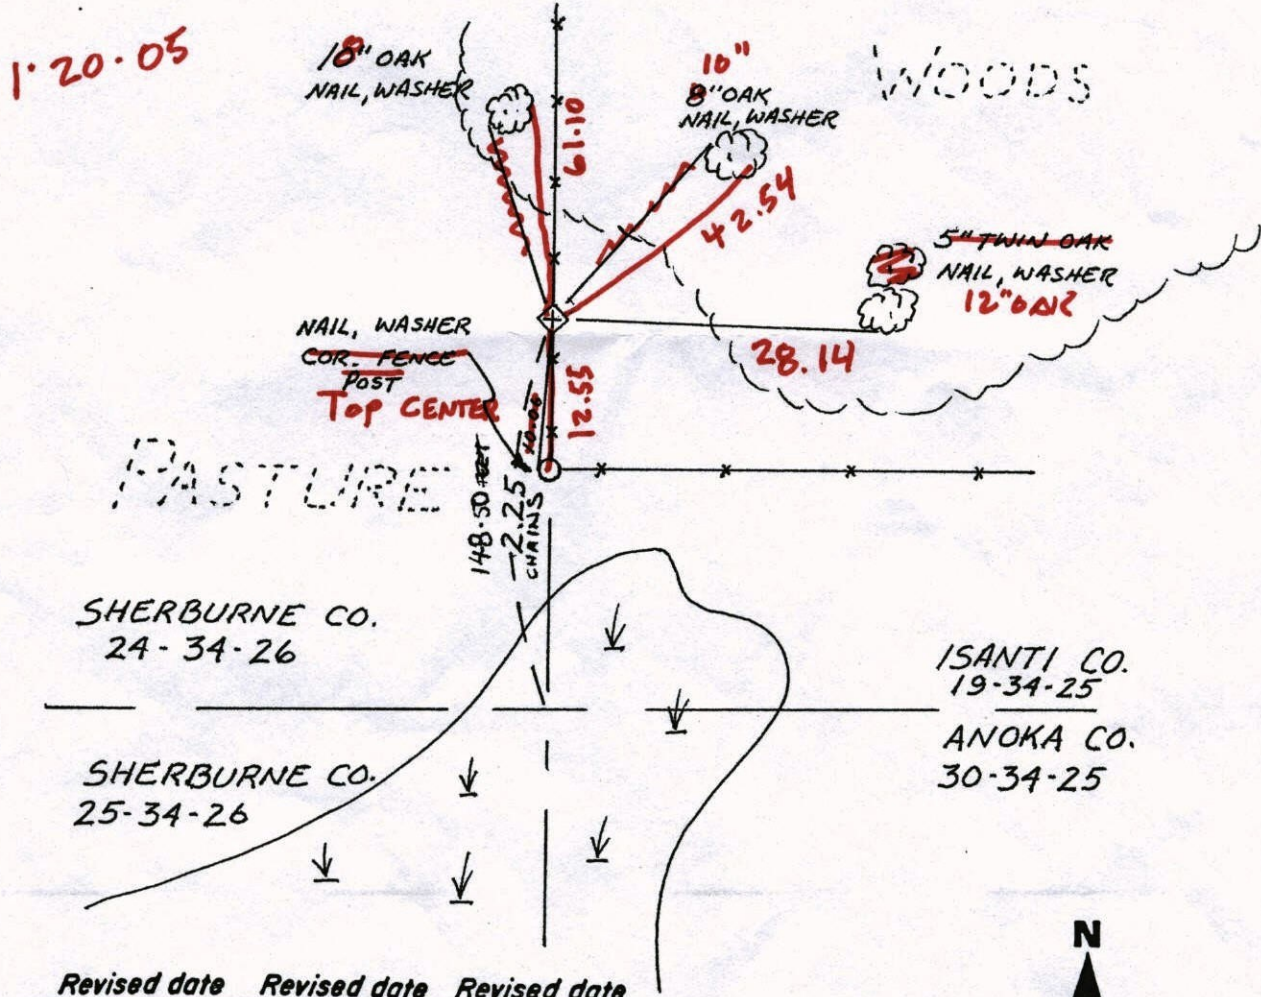 1·20·05
18" OAK
NAIL, WASHER
61.10
10"
8" OAK
NAIL, WASHER
WOODS
42.54
5" TWIN OAK
NAIL, WASHER
12" OAK
28.14
NAIL, WASHER
COR. FENCE
POST
Top CENTER
12.55
PASTURE
148.50 FEET
2.25
CHAINS
SHERBURNE CO.
24-34-26
ISANTI CO.
19-34-25
ANOKA CO.
30-34-25
SHERBURNE CO.
25-34-26
N
Revised date Revised date Revised date